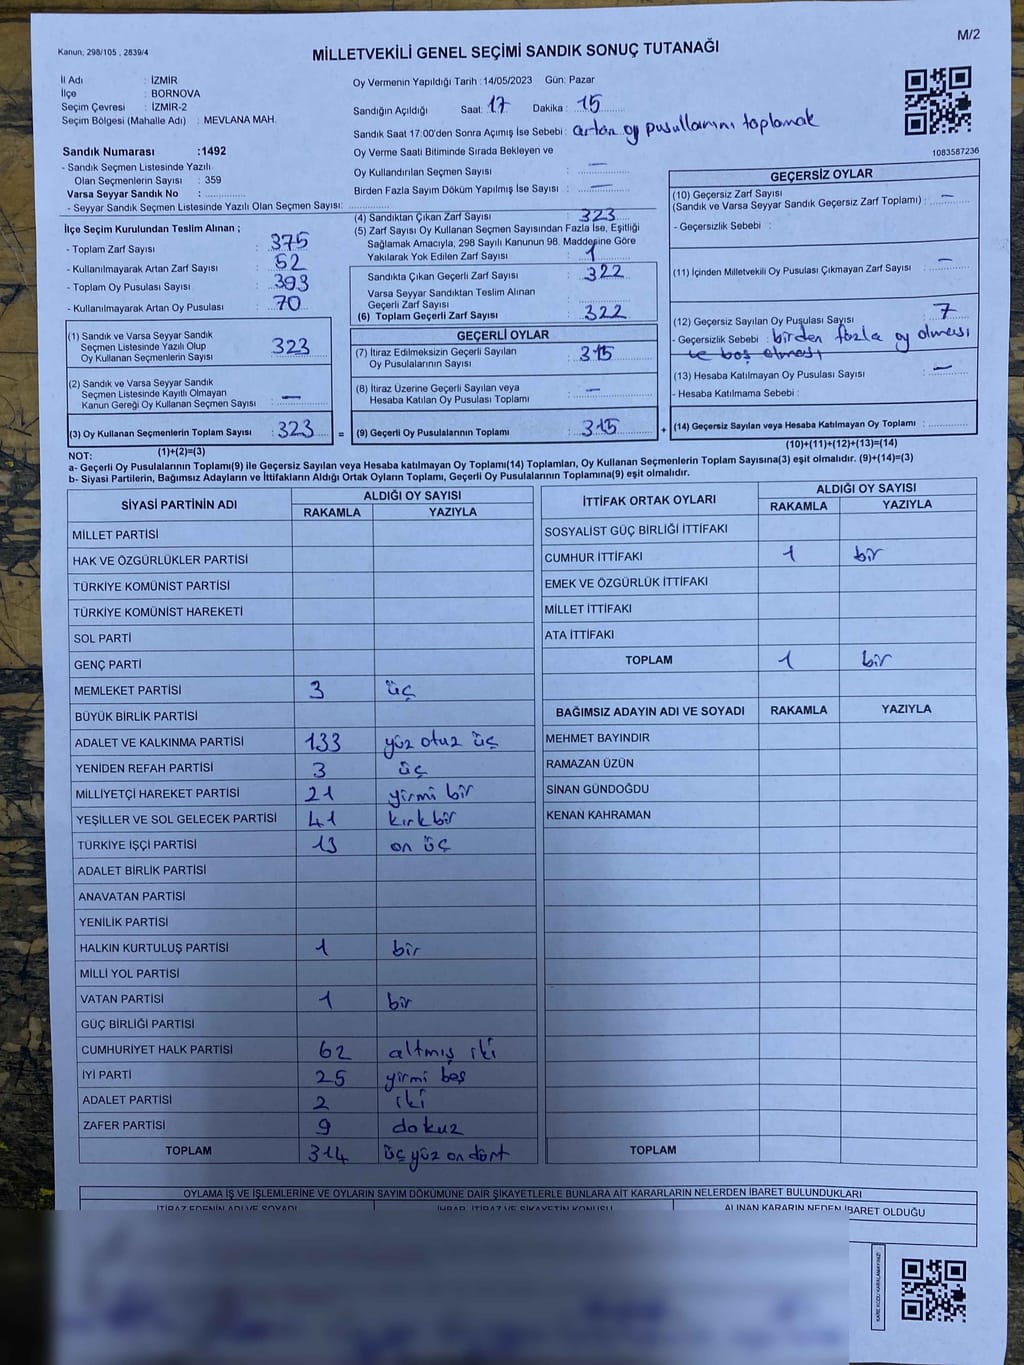 Kanun; 298/105 , 2839/4
M/2
MİLLETVEKİLİ GENEL SEÇİMİ SANDIK SONUÇ TUTANAĞI
İl Adı : İZMİR
İlçe : BORNOVA
Seçim Çevresi : İZMİR-2
Seçim Bölgesi (Mahalle Adı) : MEVLANA MAH.
Sandık Numarası :1492
- Sandık Seçmen Listesinde Yazılı
Olan Seçmenlerin Sayısı : 359
Varsa Seyyar Sandık No :
- Seyyar Sandık Seçmen Listesinde Yazılı Olan Seçmen Sayısı:
Oy Vermenin Yapıldığı Tarih : 14/05/2023 Gün: Pazar
Sandığın Açıldığı Saat: 17 Dakika : 15
Sandık Saat 17:00'den Sonra Açımış İse Sebebi : artan oy pusullarını toplamak
Oy Verme Saati Bitiminde Sırada Bekleyen ve
Oy Kullandırılan Seçmen Sayısı : —
Birden Fazla Sayım Döküm Yapılmış İse Sayısı : —
1083587236
İlçe Seçim Kurulundan Teslim Alınan ;
- Toplam Zarf Sayısı : 375
- Kullanılmayarak Artan Zarf Sayısı : 52
- Toplam Oy Pusulası Sayısı : 393
- Kullanılmayarak Artan Oy Pusulası : 70
(1) Sandık ve Varsa Seyyar Sandık
Seçmen Listesinde Yazılı Olup
Oy Kullanan Seçmenlerin Sayısı : 323
(2) Sandık ve Varsa Seyyar Sandık
Seçmen Listesinde Kayıtlı Olmayan
Kanun Gereği Oy Kullanan Seçmen Sayısı : —
(3) Oy Kullanan Seçmenlerin Toplam Sayısı : 323 =
(1)+(2)=(3)
(4) Sandıktan Çıkan Zarf Sayısı : 323
(5) Zarf Sayısı Oy Kullanan Seçmen Sayısından Fazla İse, Eşitliği
Sağlamak Amacıyla, 298 Sayılı Kanunun 98. Maddesine Göre
Yakılarak Yok Edilen Zarf Sayısı : 1
Sandıkta Çıkan Geçerli Zarf Sayısı : 322
Varsa Seyyar Sandıktan Teslim Alınan
Geçerli Zarf Sayısı :
(6) Toplam Geçerli Zarf Sayısı : 322
GEÇERLİ OYLAR
(7) İtiraz Edilmeksizin Geçerli Sayılan
Oy Pusulalarının Sayısı : 315
(8) İtiraz Üzerine Geçerli Sayılan veya
Hesaba Katılan Oy Pusulası Toplamı : —
(9) Geçerli Oy Pusulalarının Toplamı : 315 +
GEÇERSİZ OYLAR
(10) Geçersiz Zarf Sayısı
(Sandık ve Varsa Seyyar Sandık Geçersiz Zarf Toplamı) : —
- Geçersizlik Sebebi :
(11) İçinden Milletvekili Oy Pusulası Çıkmayan Zarf Sayısı : —
(12) Geçersiz Sayılan Oy Pusulası Sayısı : 7
- Geçersizlik Sebebi : birden fazla oy olması
ve boş olması
(13) Hesaba Katılmayan Oy Pusulası Sayısı : —
- Hesaba Katılmama Sebebi :
(14) Geçersiz Sayılan veya Hesaba Katılmayan Oy Toplamı :
(10)+(11)+(12)+(13)=(14)
NOT:
a- Geçerli Oy Pusulalarının Toplamı(9) ile Geçersiz Sayılan veya Hesaba katılmayan Oy Toplamı(14) Toplamları, Oy Kullanan Seçmenlerin Toplam Sayısına(3) eşit olmalıdır. (9)+(14)=(3)
b- Siyasi Partilerin, Bağımsız Adayların ve İttifakların Aldığı Ortak Oyların Toplamı, Geçerli Oy Pusulalarının Toplamına(9) eşit olmalıdır.
SİYASİ PARTİNİN ADI ALDIĞI OY SAYISI
RAKAMLA YAZIYLA
MİLLET PARTİSİ
HAK VE ÖZGÜRLÜKLER PARTİSİ
TÜRKİYE KOMÜNİST PARTİSİ
TÜRKİYE KOMÜNİST HAREKETİ
SOL PARTİ
GENÇ PARTİ
MEMLEKET PARTİSİ 3 üç
BÜYÜK BİRLİK PARTİSİ
ADALET VE KALKINMA PARTİSİ 133 yüz otuz üç
YENİDEN REFAH PARTİSİ 3 üç
MİLLİYETÇİ HAREKET PARTİSİ 21 yirmi bir
YEŞİLLER VE SOL GELECEK PARTİSİ 41 kırkbir
TÜRKİYE İŞÇİ PARTİSİ 13 on üç
ADALET BİRLİK PARTİSİ
ANAVATAN PARTİSİ
YENİLİK PARTİSİ
HALKIN KURTULUŞ PARTİSİ 1 bir
MİLLİ YOL PARTİSİ
VATAN PARTİSİ 1 bir
GÜÇ BİRLİĞİ PARTİSİ
CUMHURİYET HALK PARTİSİ 62 altmış iki
İYİ PARTİ 25 yirmi beş
ADALET PARTİSİ 2 iki
ZAFER PARTİSİ 9 dokuz
TOPLAM 314 üç yüz on dört
İTTİFAK ORTAK OYLARI ALDIĞI OY SAYISI
RAKAMLA YAZIYLA
SOSYALİST GÜÇ BİRLİĞİ İTTİFAKI
CUMHUR İTTİFAKI 1 bir
EMEK VE ÖZGÜRLÜK İTTİFAKI
MİLLET İTTİFAKI
ATA İTTİFAKI
TOPLAM 1 bir
BAĞIMSIZ ADAYIN ADI VE SOYADI RAKAMLA YAZIYLA
MEHMET BAYINDIR
RAMAZAN ÜZÜN
SİNAN GÜNDOĞDU
KENAN KAHRAMAN
TOPLAM
OYLAMA İŞ VE İŞLEMLERİNE VE OYLARIN SAYIM DÖKÜMÜNE DAİR ŞİKAYETLERLE BUNLARA AİT KARARLARIN NELERDEN İBARET BULUNDUKLARI
İTİRAZ EDENİN ADI VE SOYADI İHBAR, İTİRAZ VE ŞİKAYETİN KONUSU ALINAN KARARIN NEDEN İBARET OLDUĞU
KARE KODU KARALAMAYINIZ!